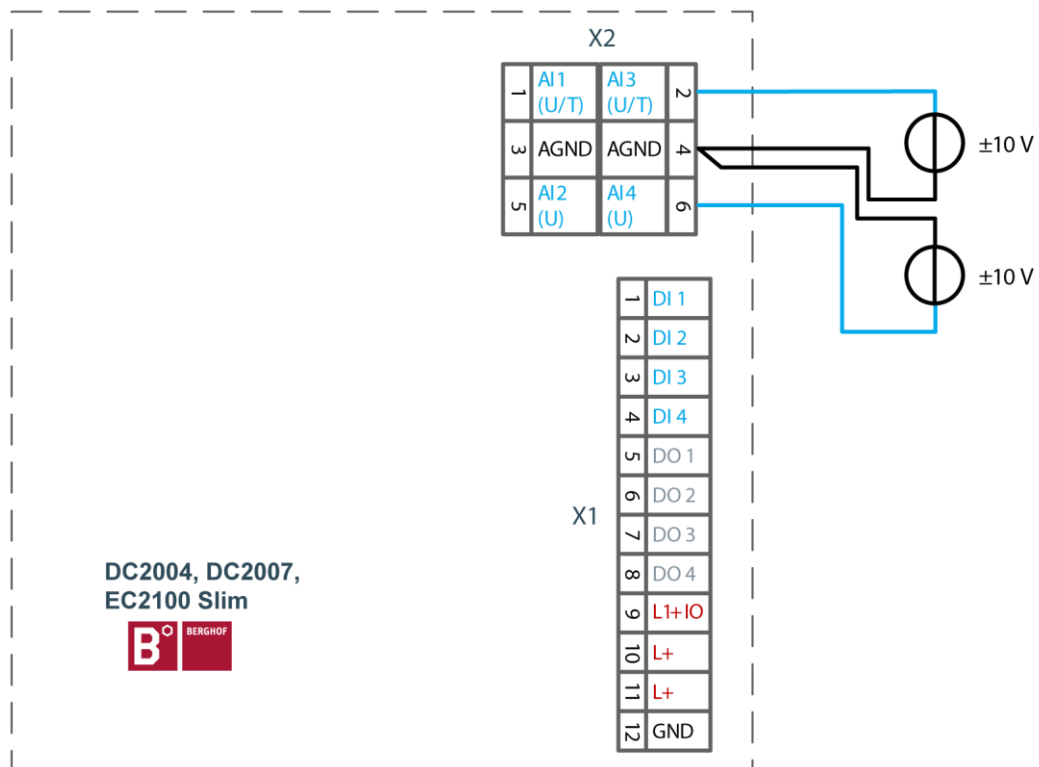 X2
1 AI1 (U/T) AI3 (U/T) 2
3 AGND AGND 4
5 AI2 (U) AI4 (U) 6
±10 V
±10 V
X1
1 DI 1
2 DI 2
3 DI 3
4 DI 4
5 DO 1
6 DO 2
7 DO 3
8 DO 4
9 L1+IO
10 L+
11 L+
12 GND
DC2004, DC2007,
EC2100 Slim
B
BERGHOF